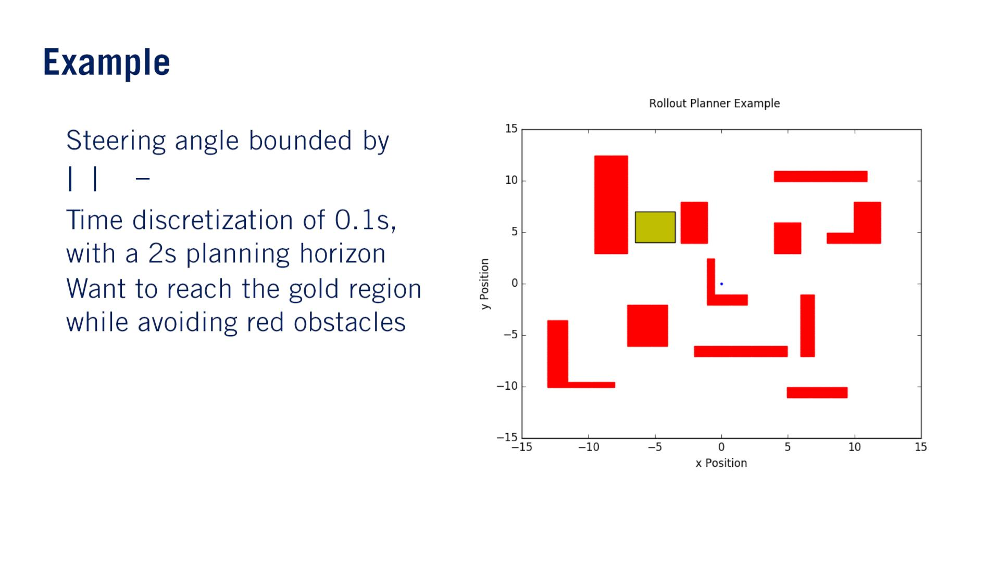 Example
Steering angle bounded by
| | –
Time discretization of 0.1s,
with a 2s planning horizon
Want to reach the gold region
while avoiding red obstacles
Rollout Planner Example
15
10
5
0
−5
−10
−15
y Position
−15 −10 −5 0 5 10 15
x Position